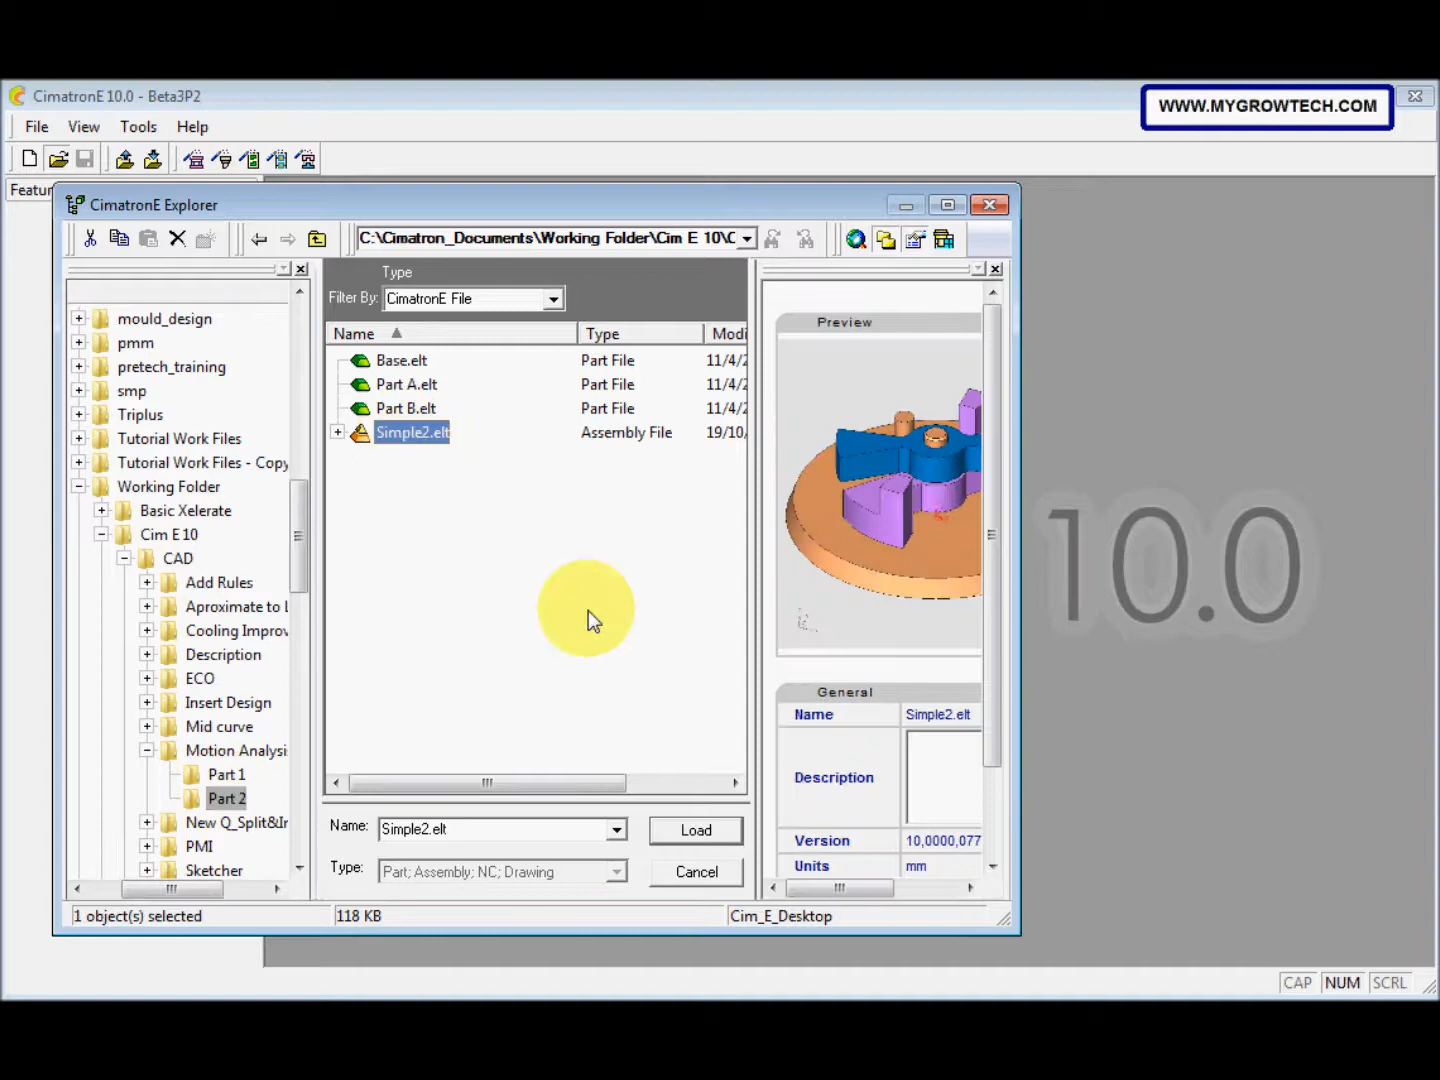 CimatronE 10.0 - Beta3P2
WWW.MYGROWTECH.COM
File View Tools Help
Featur
CimatronE Explorer
C:\Cimatron_Documents\Working Folder\Cim E 10\C
Type
Filter By: CimatronE File
Name Type Modi
Base.elt Part File 11/4/2
Part A.elt Part File 11/4/2
Part B.elt Part File 11/4/2
Simple2.elt Assembly File 19/10,
mould_design
pmm
pretech_training
smp
Triplus
Tutorial Work Files
Tutorial Work Files - Copy
Working Folder
Basic Xelerate
Cim E 10
CAD
Add Rules
Aproximate to L
Cooling Improv
Description
ECO
Insert Design
Mid curve
Motion Analysi
Part 1
Part 2
New Q_Split&Ir
PMI
Sketcher
Name: Simple2.elt Load
Type: Part; Assembly; NC; Drawing Cancel
Preview
General
Name Simple2.elt
Description
Version 10,0000,077
Units mm
1 object(s) selected 118 KB Cim_E_Desktop
10.0
CAP NUM SCRL